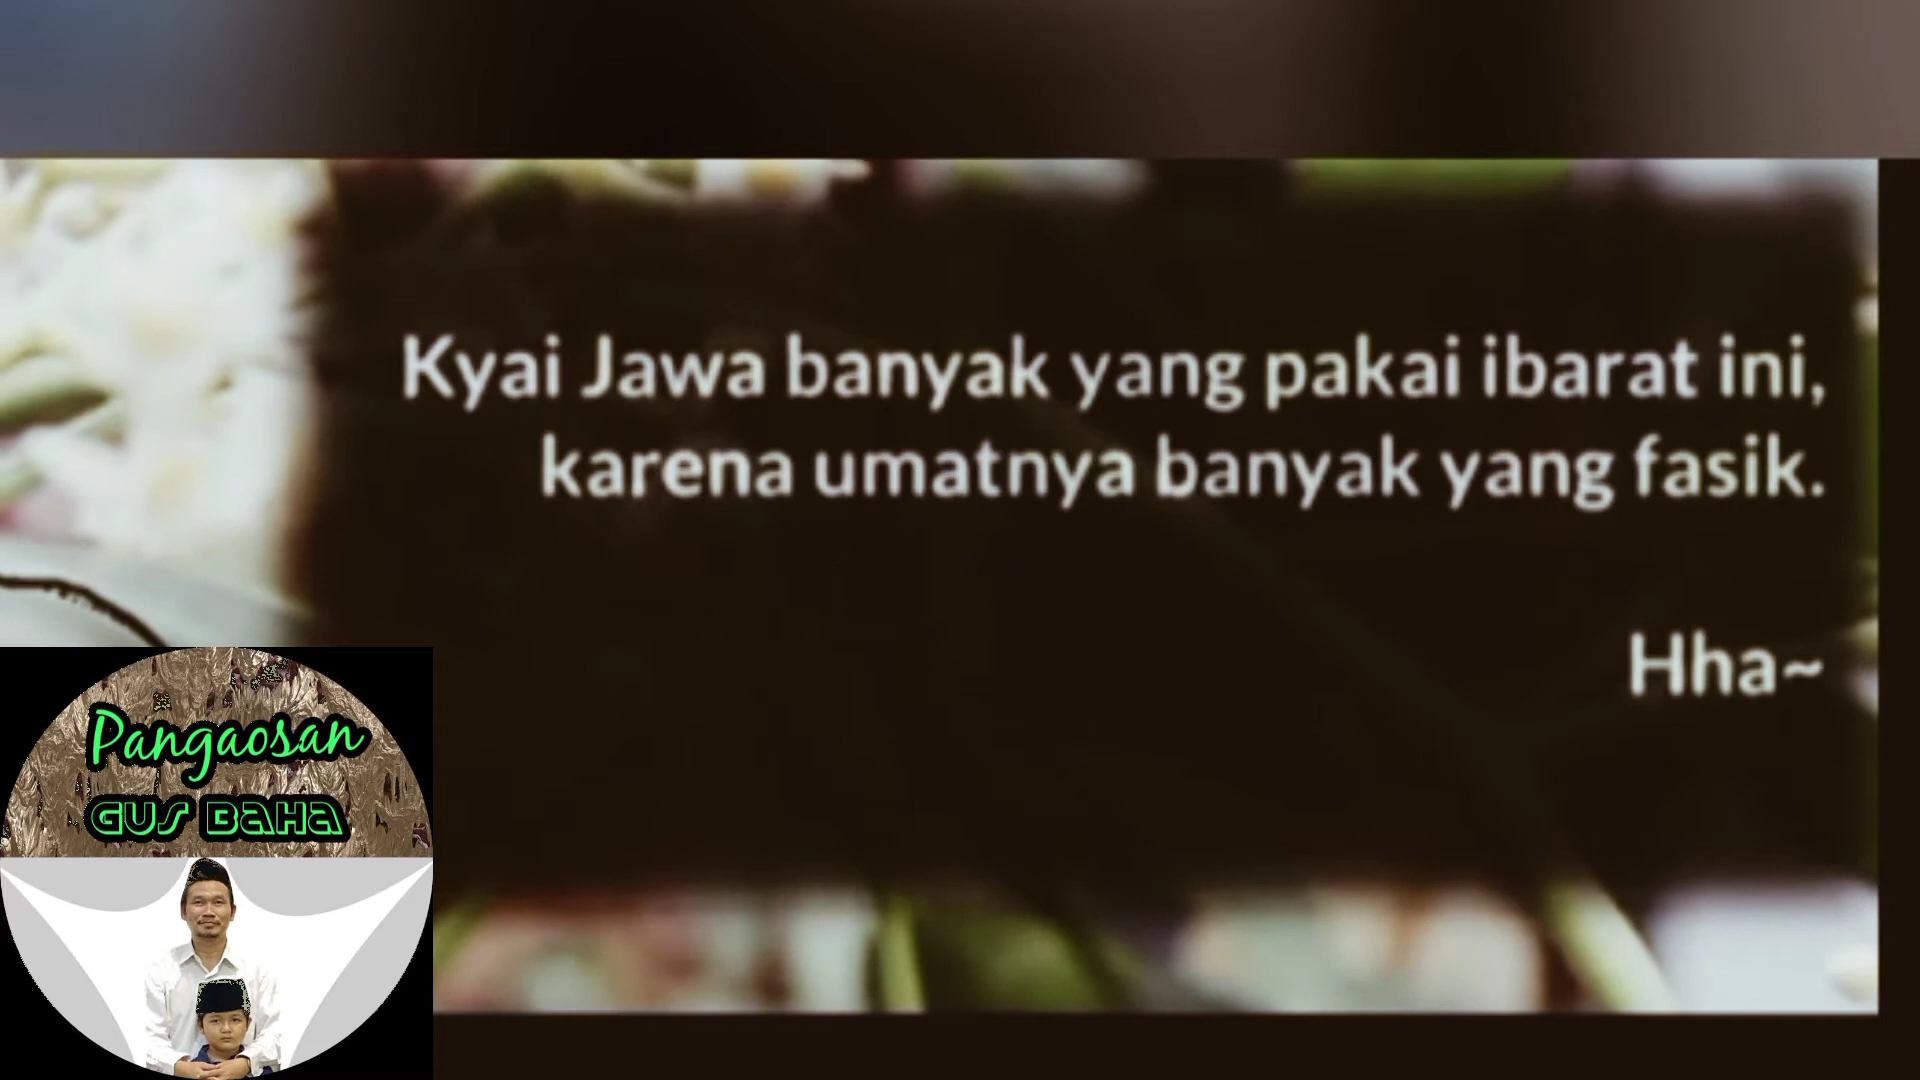 Kyai Jawa banyak yang pakai ibarat ini,
karena umatnya banyak yang fasik.
Hha~
Pangaosan
GUS BAHA